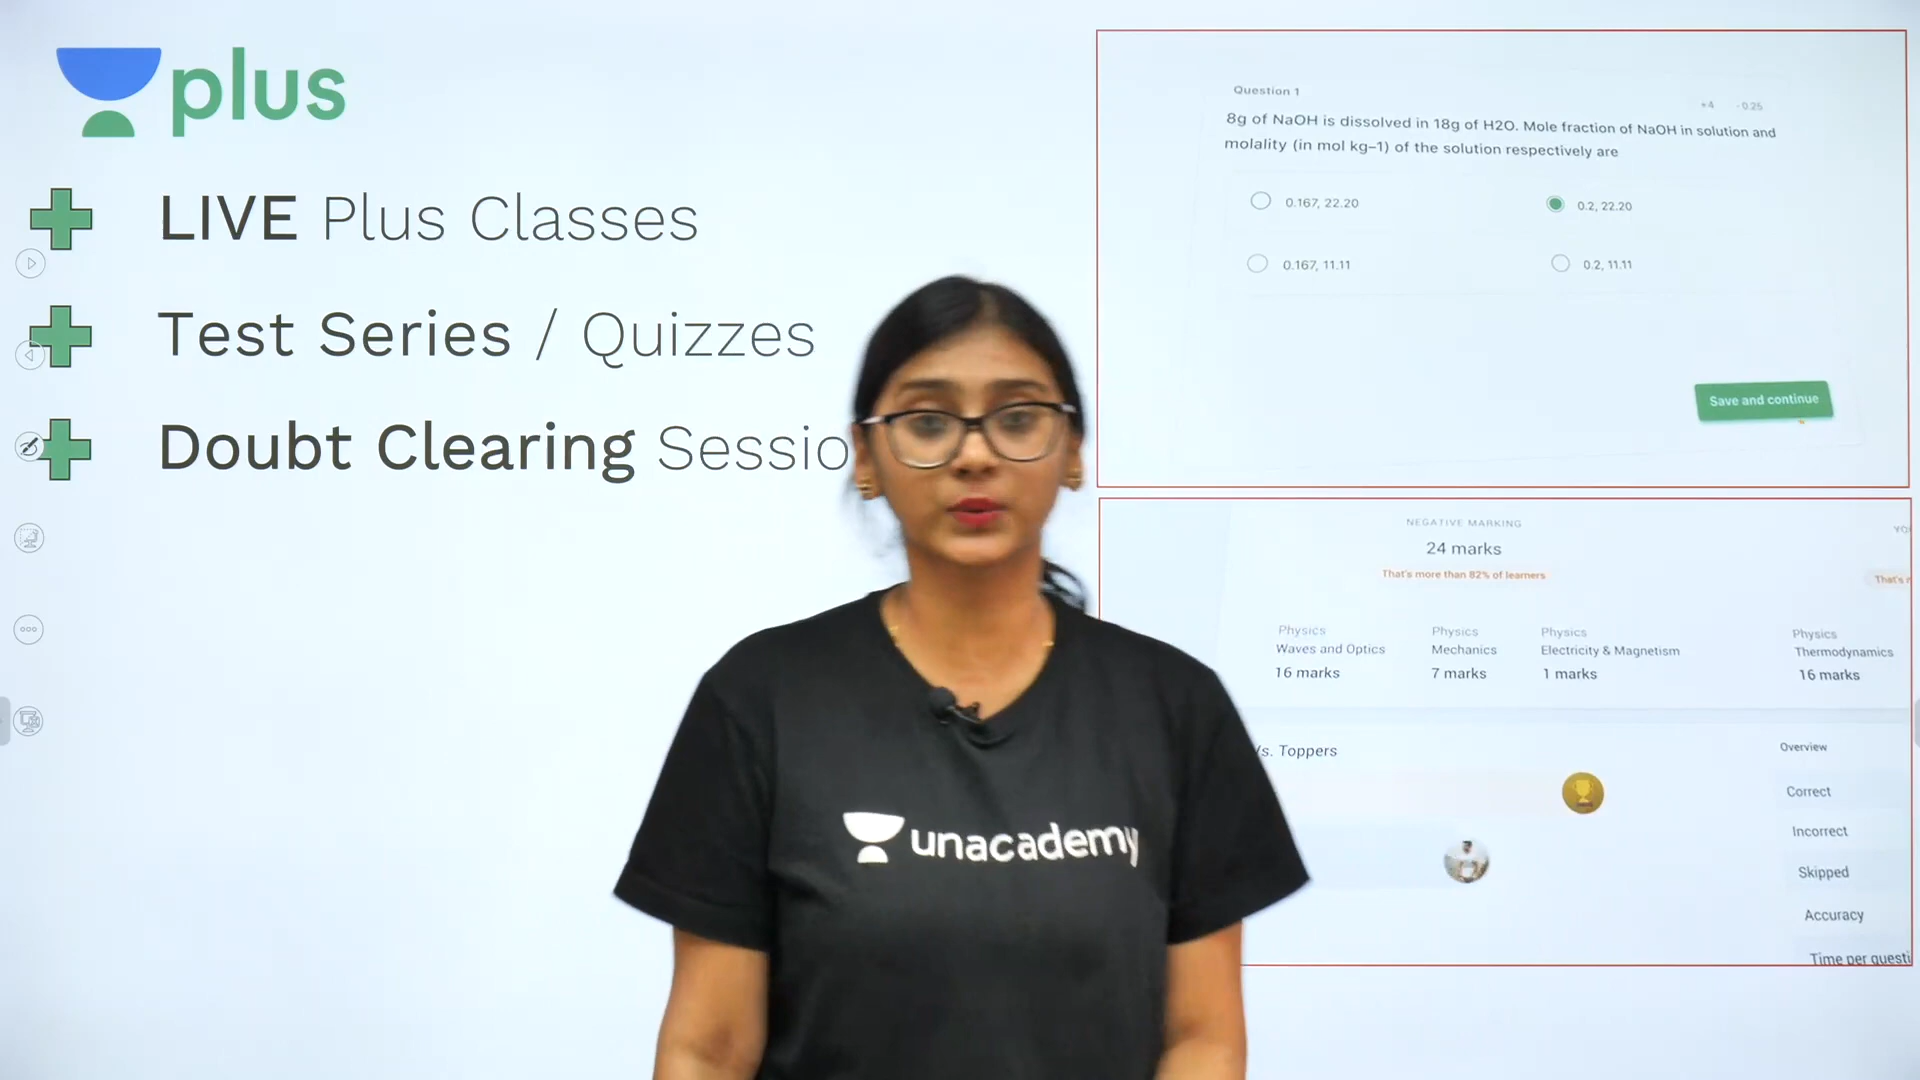 plus
LIVE Plus Classes
Test Series / Quizzes
Doubt Clearing Sessio
Question 1
+4 -0.25
8g of NaOH is dissolved in 18g of H2O. Mole fraction of NaOH in solution and
molality (in mol kg–1) of the solution respectively are
0.167, 22.20
0.2, 22.20
0.167, 11.11
0.2, 11.11
Save and continue
NEGATIVE MARKING
24 marks
That's more than 82% of learners
YO
That's
Physics
Waves and Optics
16 marks
Physics
Mechanics
7 marks
Physics
Electricity & Magnetism
1 marks
Physics
Thermodynamics
16 marks
Vs. Toppers
Overview
Correct
Incorrect
Skipped
Accuracy
Time per questi
unacademy